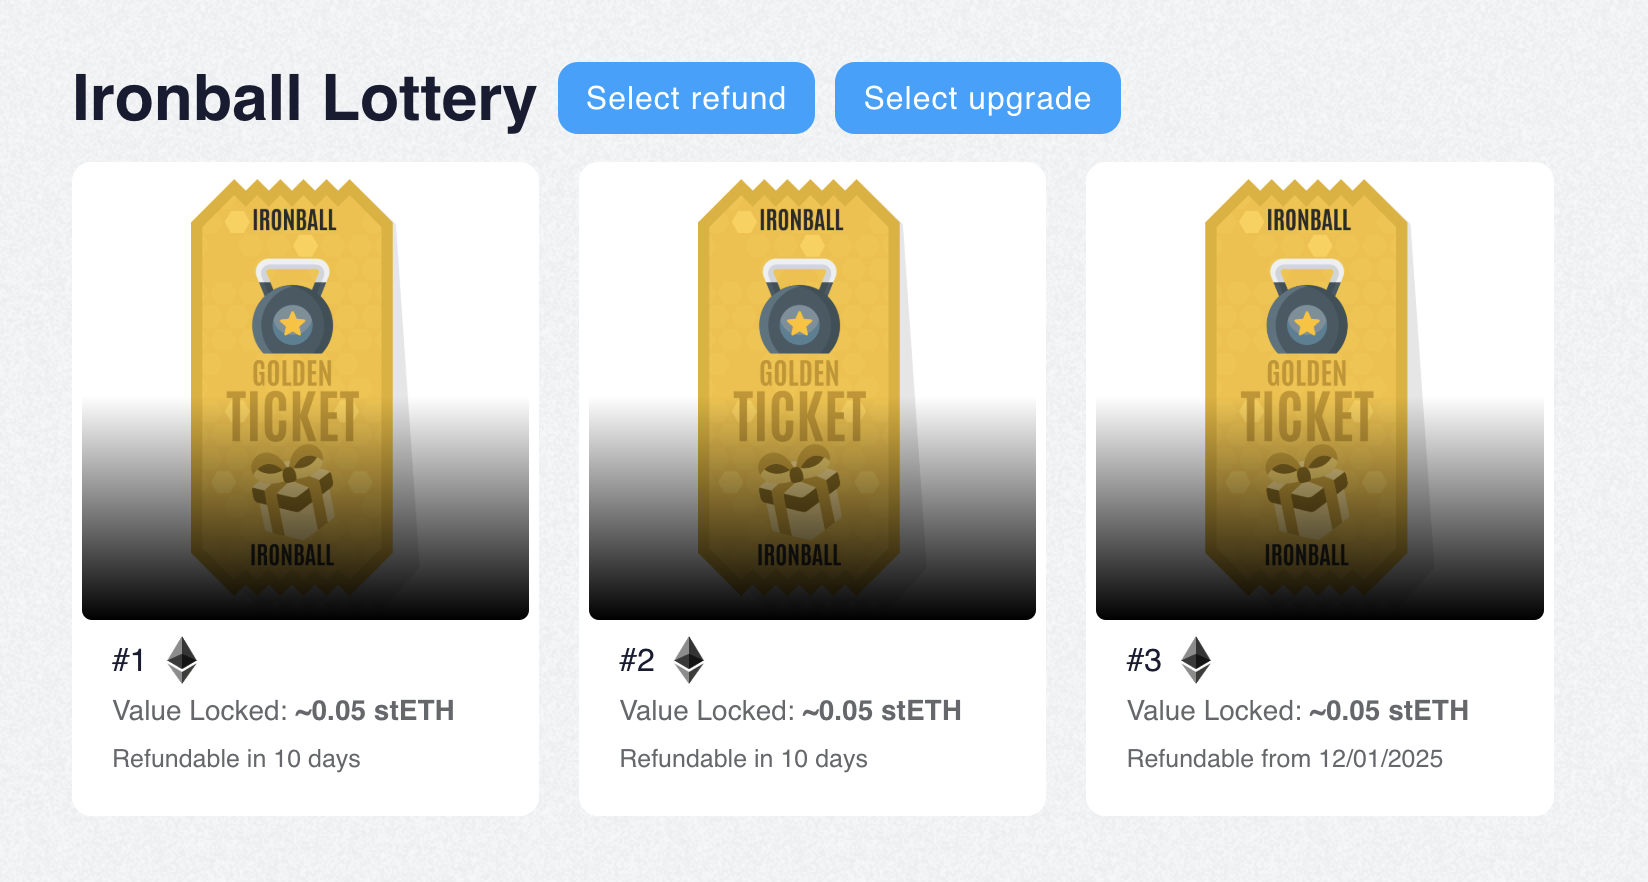 Ironball Lottery
Select refund
Select upgrade
IRONBALL
GOLDEN
TICKET
IRONBALL
#1
Value Locked: ~0.05 stETH
Refundable in 10 days
IRONBALL
GOLDEN
TICKET
IRONBALL
#2
Value Locked: ~0.05 stETH
Refundable in 10 days
IRONBALL
GOLDEN
TICKET
IRONBALL
#3
Value Locked: ~0.05 stETH
Refundable from 12/01/2025